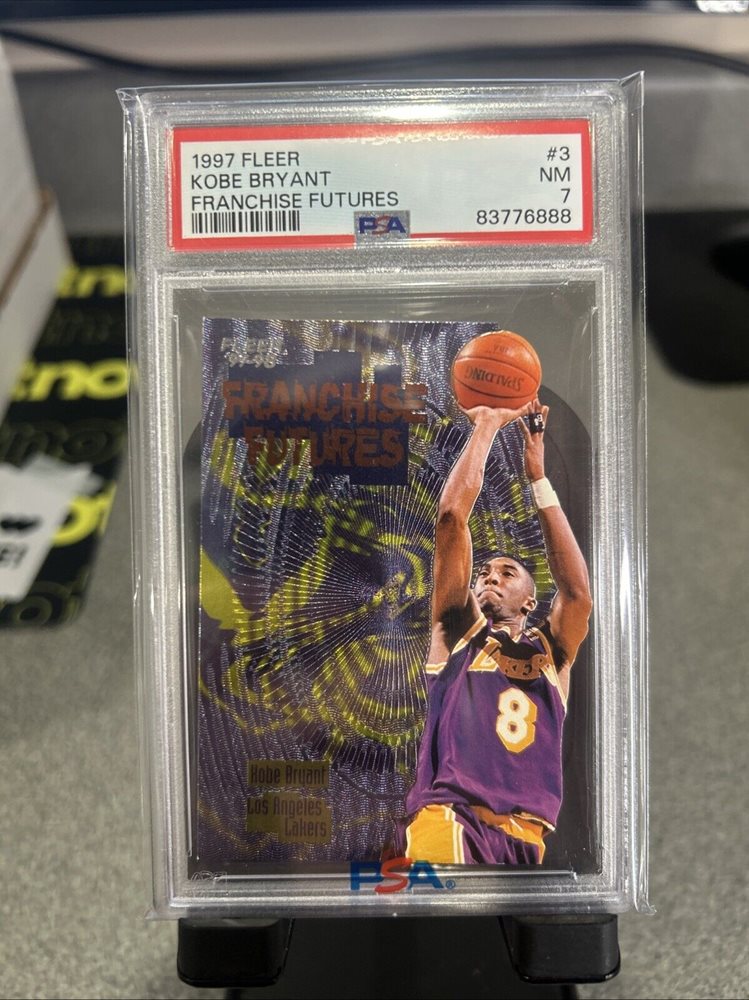 1997 FLEER #3
KOBE BRYANT NM
FRANCHISE FUTURES 7
PSA 83776888
FLEER
97-98
FRANCHISE
FUTURES
SPALDING
LAKERS
8
Kobe Bryant
Los Angeles
Lakers
PSA®